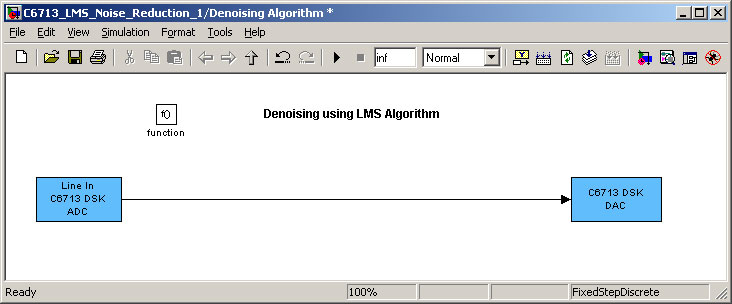 C6713_LMS_Noise_Reduction_1/Denoising Algorithm *
File Edit View Simulation Format Tools Help
inf Normal
f()
function
Denoising using LMS Algorithm
Line In
C6713 DSK
ADC
C6713 DSK
DAC
Ready 100% FixedStepDiscrete